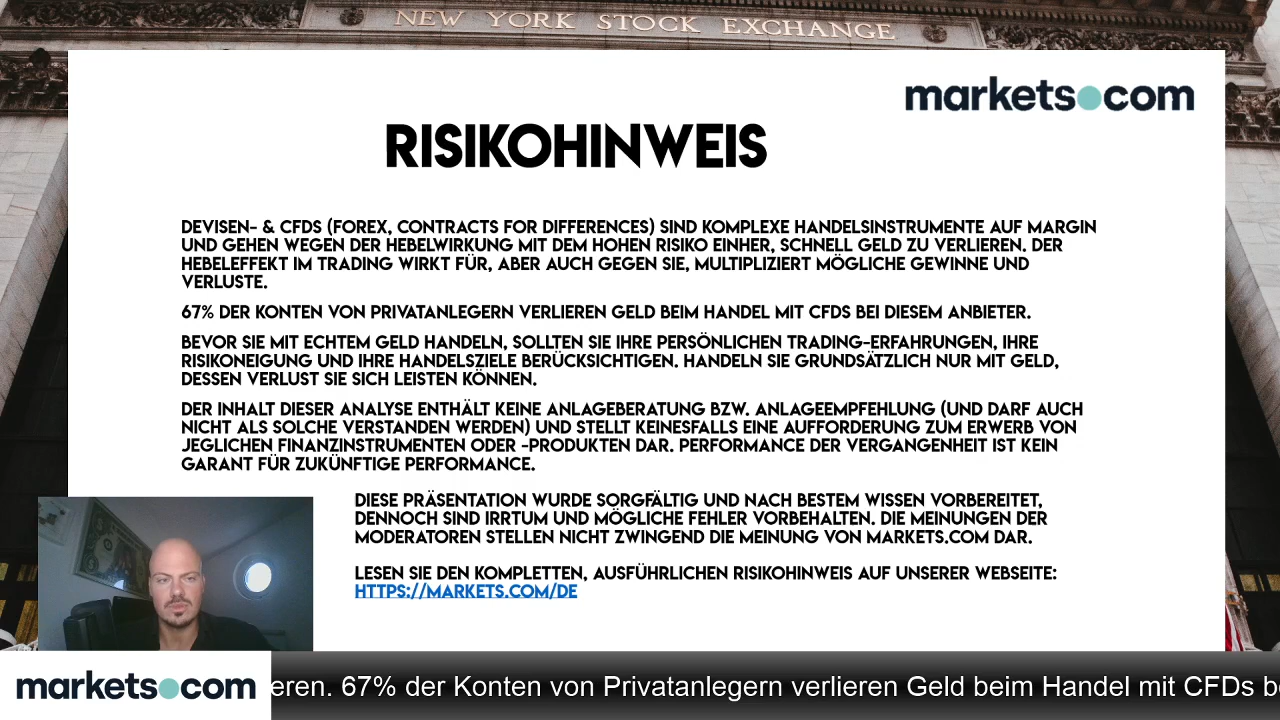 NEW YORK STOCK EXCHANGE
markets.com
RISIKOHINWEIS
DEVISEN- & CFDS (FOREX, CONTRACTS FOR DIFFERENCES) SIND KOMPLEXE HANDELSINSTRUMENTE AUF MARGIN
UND GEHEN WEGEN DER HEBELWIRKUNG MIT DEM HOHEN RISIKO EINHER, SCHNELL GELD ZU VERLIEREN. DER
HEBELEFFEKT IM TRADING WIRKT FÜR, ABER AUCH GEGEN SIE, MULTIPLIZIERT MÖGLICHE GEWINNE UND
VERLUSTE.
67% DER KONTEN VON PRIVATANLEGERN VERLIEREN GELD BEIM HANDEL MIT CFDS BEI DIESEM ANBIETER.
BEVOR SIE MIT ECHTEM GELD HANDELN, SOLLTEN SIE IHRE PERSÖNLICHEN TRADING-ERFAHRUNGEN, IHRE
RISIKONEIGUNG UND IHRE HANDELSZIELE BERÜCKSICHTIGEN. HANDELN SIE GRUNDSÄTZLICH NUR MIT GELD,
DESSEN VERLUST SIE SICH LEISTEN KÖNNEN.
DER INHALT DIESER ANALYSE ENTHÄLT KEINE ANLAGEBERATUNG BZW. ANLAGEEMPFEHLUNG (UND DARF AUCH
NICHT ALS SOLCHE VERSTANDEN WERDEN) UND STELLT KEINESFALLS EINE AUFFORDERUNG ZUM ERWERB VON
JEGLICHEN FINANZINSTRUMENTEN ODER -PRODUKTEN DAR. PERFORMANCE DER VERGANGENHEIT IST KEIN
GARANT FÜR ZUKÜNFTIGE PERFORMANCE.
DIESE PRÄSENTATION WURDE SORGFÄLTIG UND NACH BESTEM WISSEN VORBEREITET,
DENNOCH SIND IRRTUM UND MÖGLICHE FEHLER VORBEHALTEN. DIE MEINUNGEN DER
MODERATOREN STELLEN NICHT ZWINGEND DIE MEINUNG VON MARKETS.COM DAR.
LESEN SIE DEN KOMPLETTEN, AUSFÜHRLICHEN RISIKOHINWEIS AUF UNSERER WEBSEITE:
HTTPS://MARKETS.COM/DE
markets.com
eren. 67% der Konten von Privatanlegern verlieren Geld beim Handel mit CFDs be